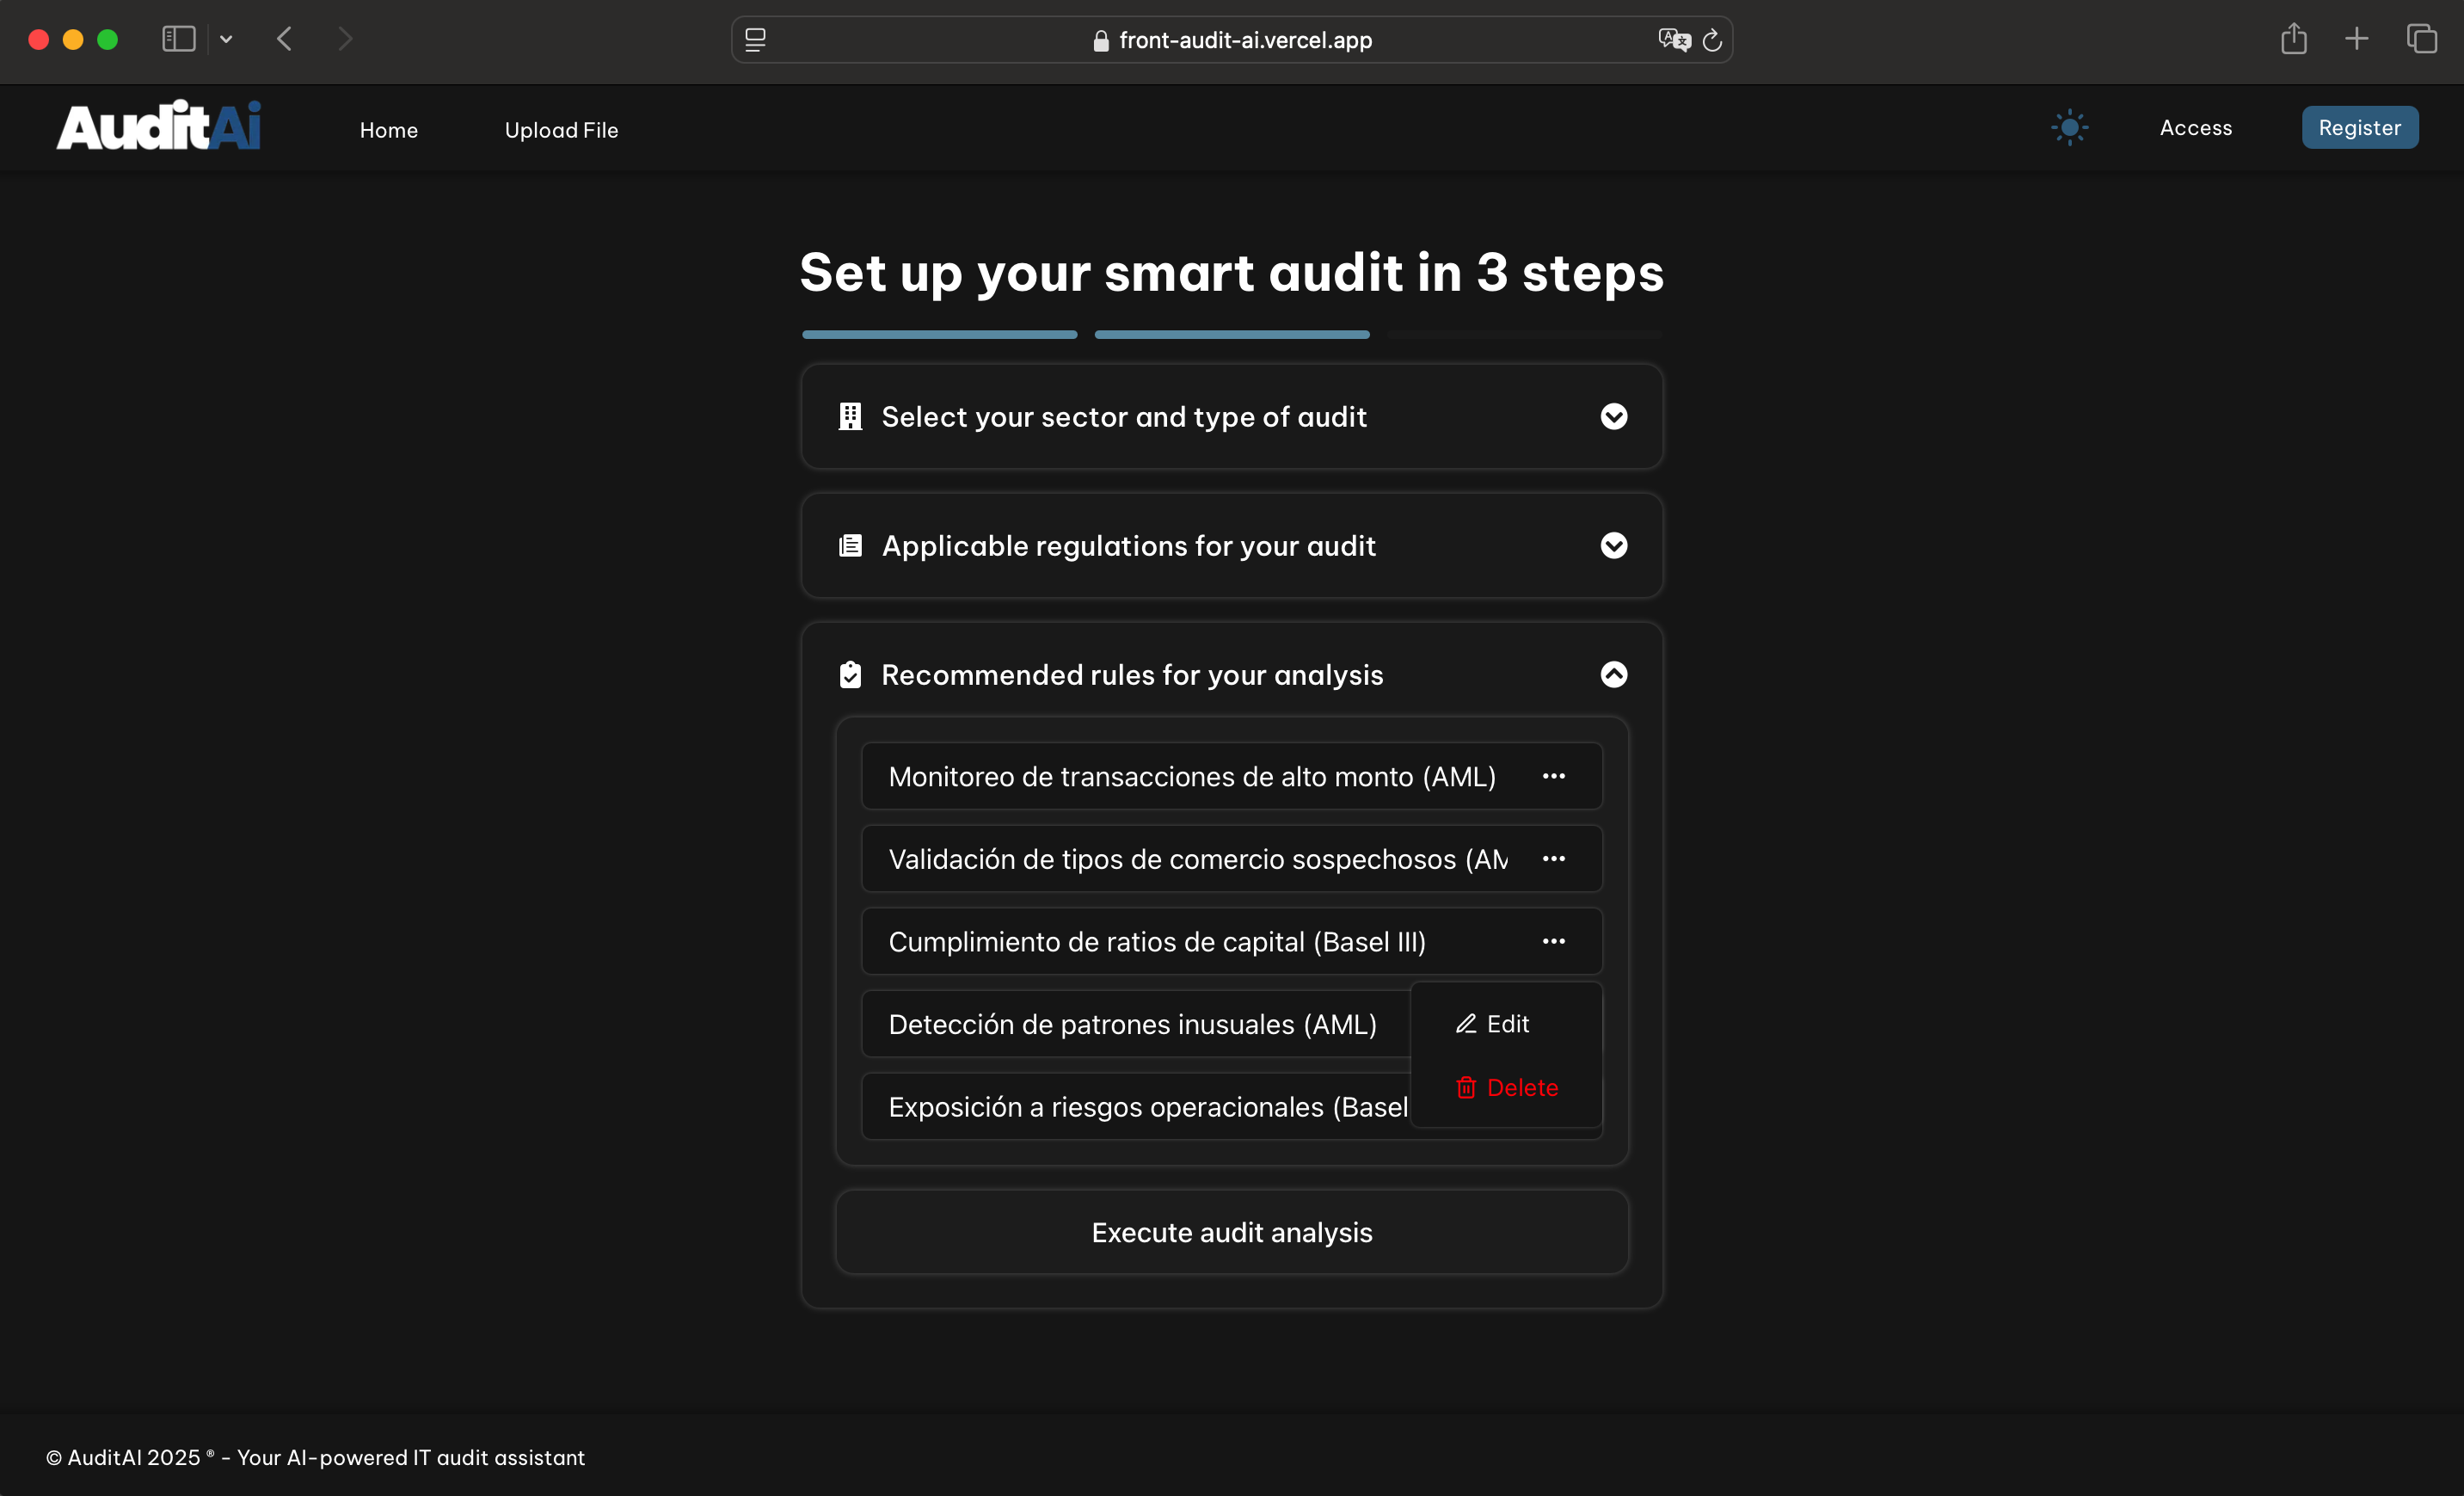 front-audit-ai.vercel.app
AuditAi
Home
Upload File
Access
Register
Set up your smart audit in 3 steps
Select your sector and type of audit
Applicable regulations for your audit
Recommended rules for your analysis
Monitoreo de transacciones de alto monto (AML)
Validación de tipos de comercio sospechosos (AM
Cumplimiento de ratios de capital (Basel III)
Detección de patrones inusuales (AML)
Edit
Delete
Exposición a riesgos operacionales (Basel
Execute audit analysis
© AuditAI 2025 ® - Your AI-powered IT audit assistant